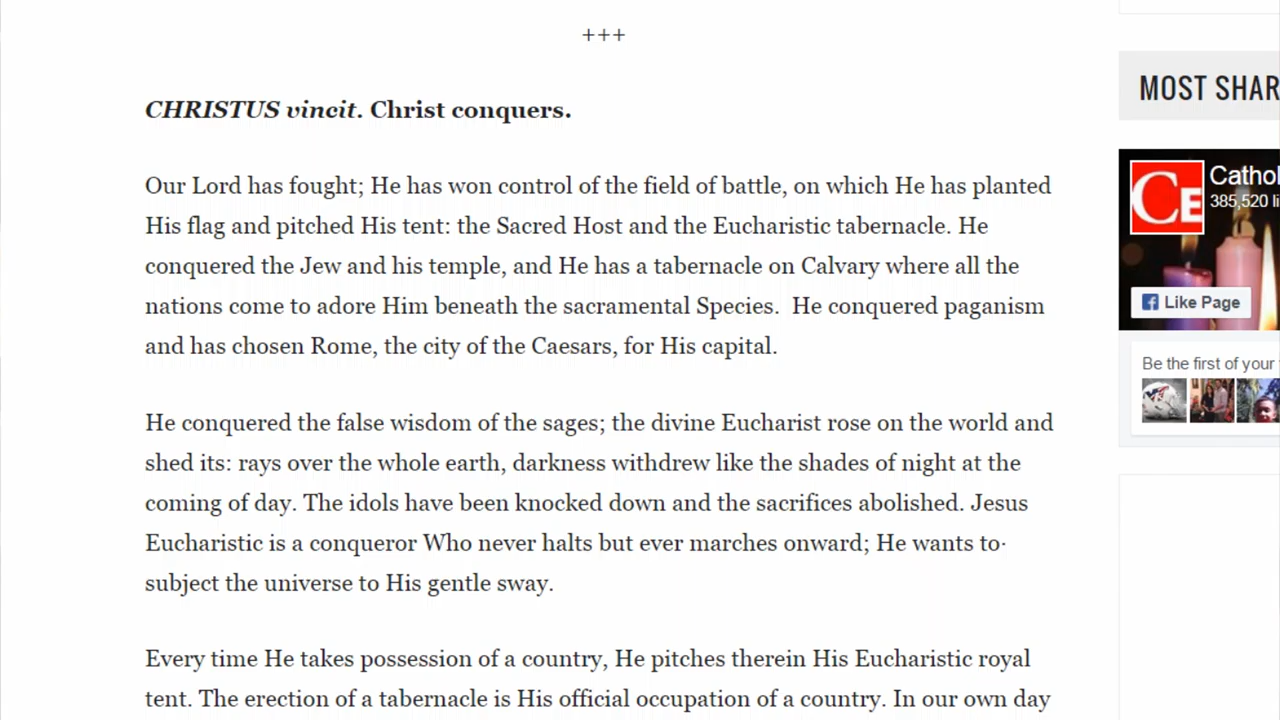 +++
CHRISTUS vincit. Christ conquers.
Our Lord has fought; He has won control of the field of battle, on which He has planted
His flag and pitched His tent: the Sacred Host and the Eucharistic tabernacle. He
conquered the Jew and his temple, and He has a tabernacle on Calvary where all the
nations come to adore Him beneath the sacramental Species.  He conquered paganism
and has chosen Rome, the city of the Caesars, for His capital.
He conquered the false wisdom of the sages; the divine Eucharist rose on the world and
shed its: rays over the whole earth, darkness withdrew like the shades of night at the
coming of day. The idols have been knocked down and the sacrifices abolished. Jesus
Eucharistic is a conqueror Who never halts but ever marches onward; He wants to·
subject the universe to His gentle sway.
Every time He takes possession of a country, He pitches therein His Eucharistic royal
tent. The erection of a tabernacle is His official occupation of a country. In our own day
MOST SHAR
CE
Cathol
385,520 li
Like Page
Be the first of your